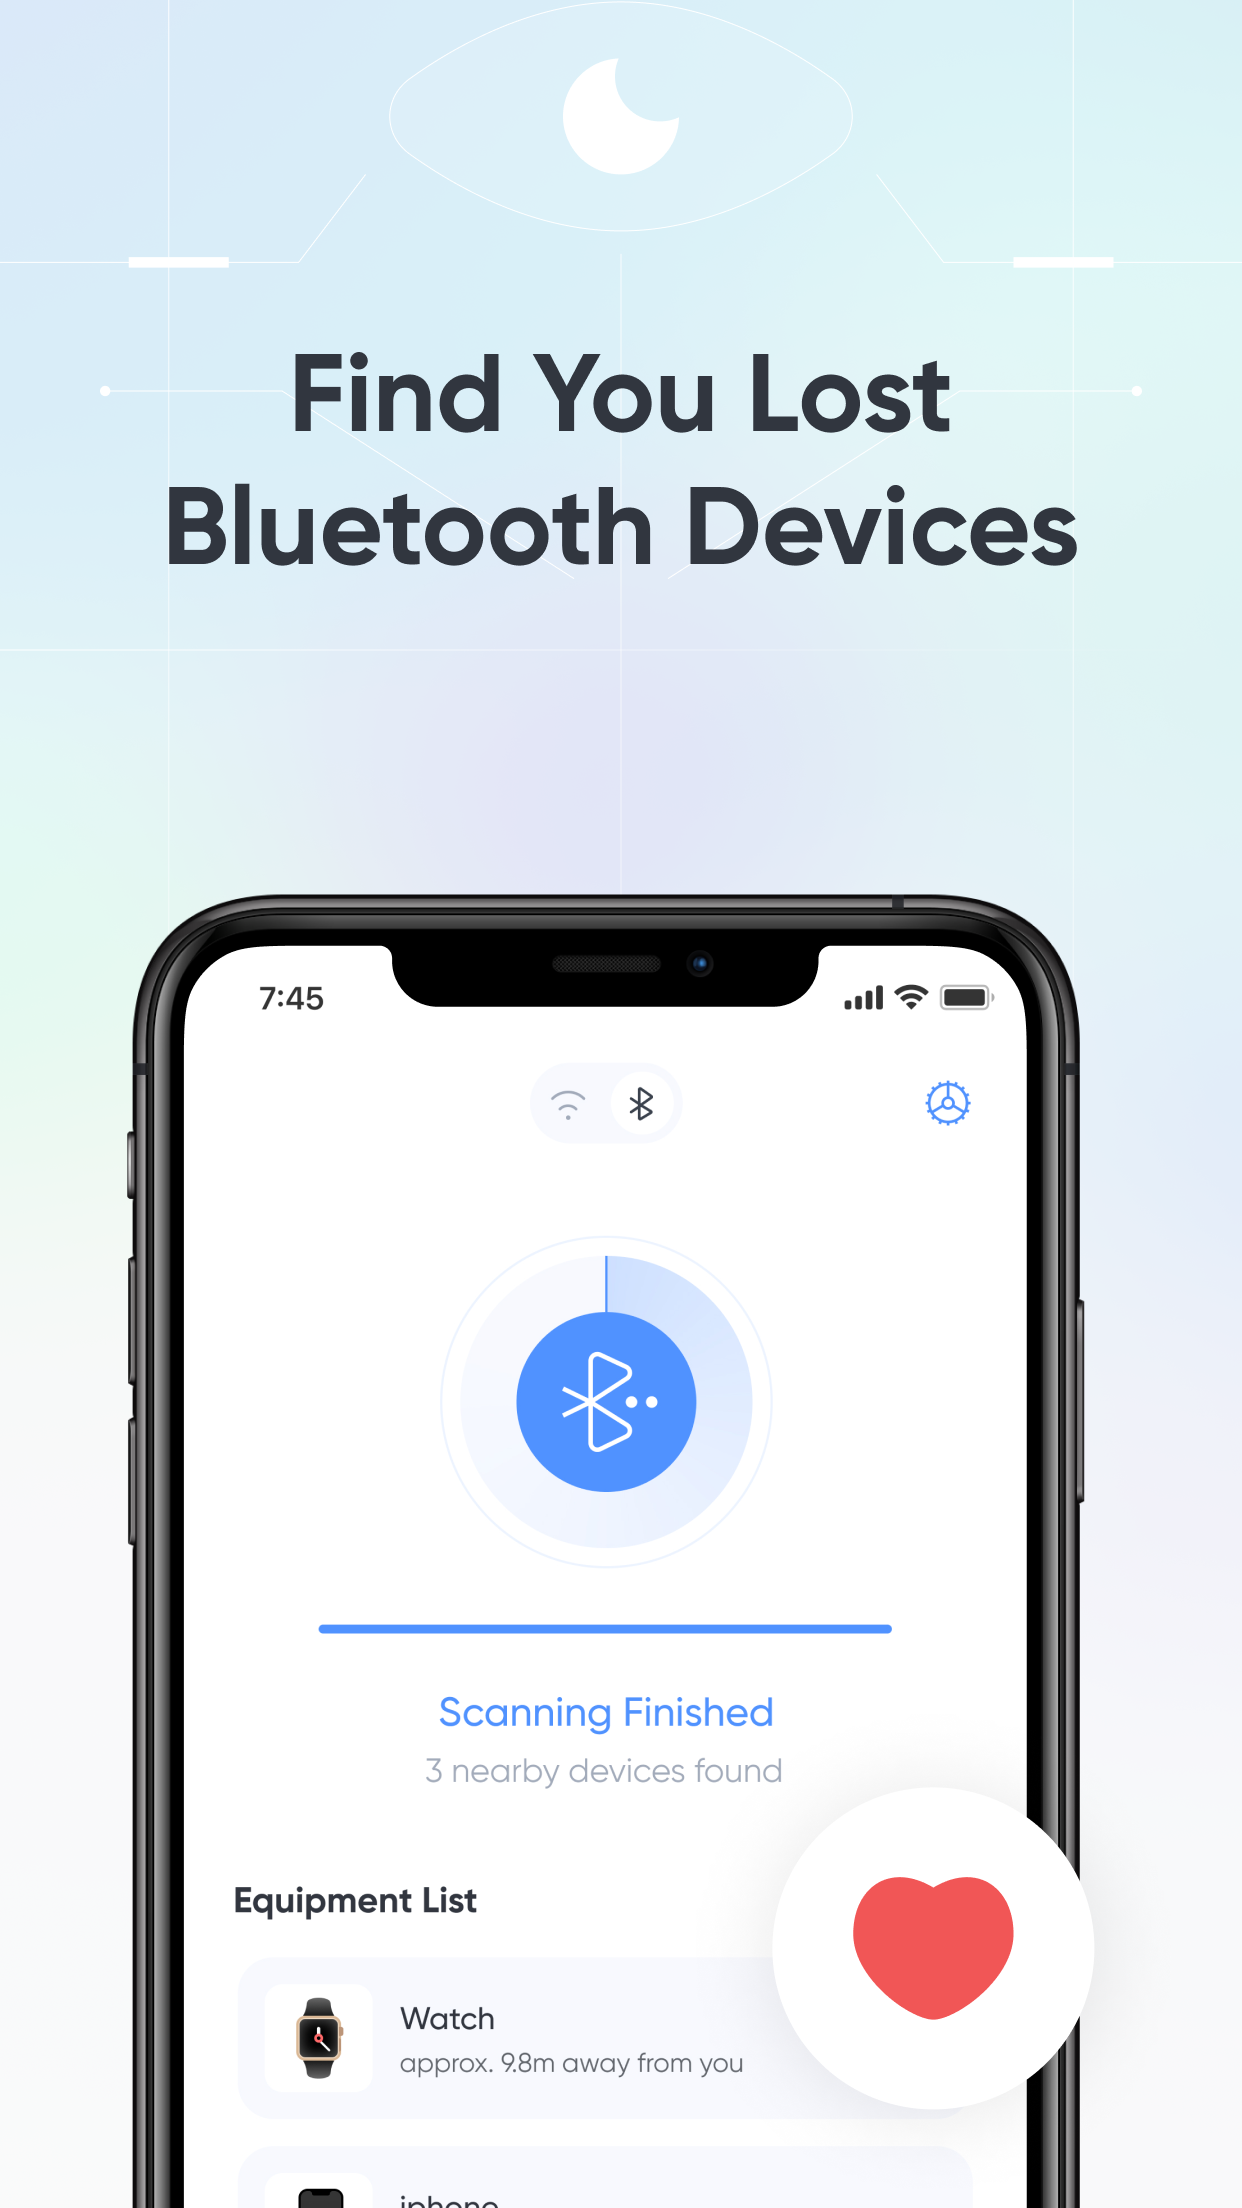 Find You Lost
Bluetooth Devices
7:45
Scanning Finished
3 nearby devices found
Equipment List
Watch
approx. 9.8m away from you
iphone